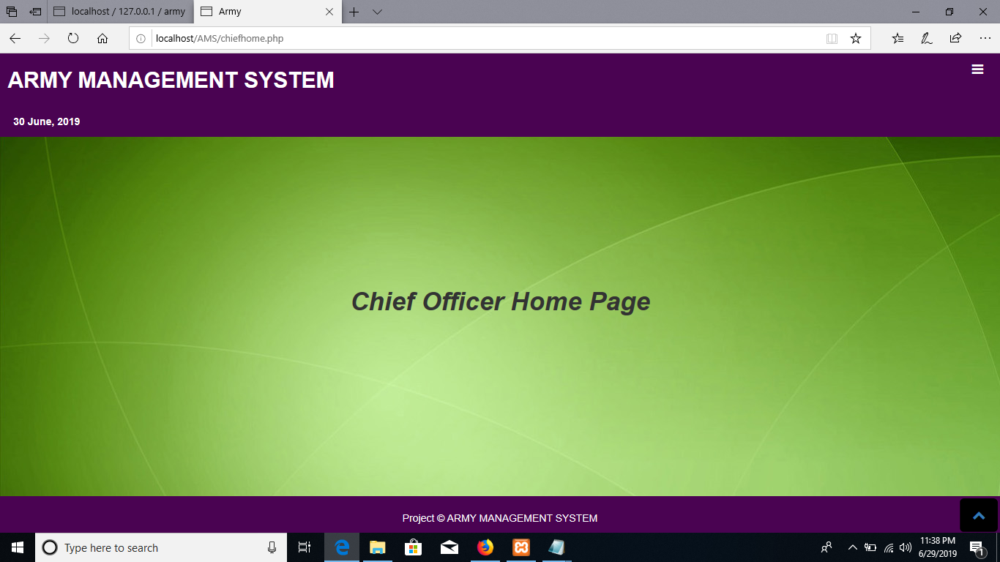 localhost / 127.0.0.1 / army
Army
localhost/AMS/chiefhome.php
ARMY MANAGEMENT SYSTEM
30 June, 2019
Chief Officer Home Page
Project © ARMY MANAGEMENT SYSTEM
Type here to search
11:38 PM
6/29/2019
1